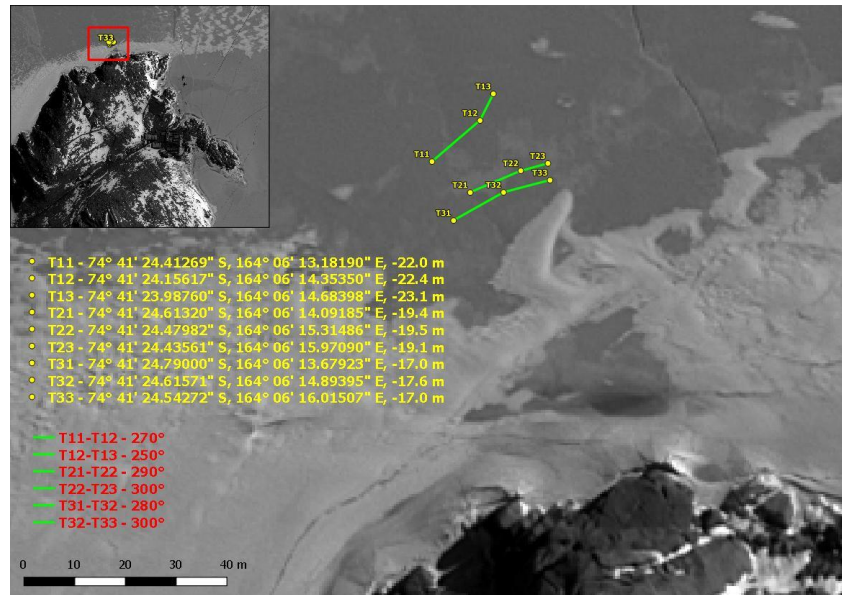 T33
T13
T12
T11
T23
T22
T33
T21
T32
T31
T11 - 74° 41' 24.41269" S, 164° 06' 13.18190" E, -22.0 m
T12 - 74° 41' 24.15617" S, 164° 06' 14.35350" E, -22.4 m
T13 - 74° 41' 23.98760" S, 164° 06' 14.68398" E, -23.1 m
T21 - 74° 41' 24.61320" S, 164° 06' 14.09185" E, -19.4 m
T22 - 74° 41' 24.47982" S, 164° 06' 15.31486" E, -19.5 m
T23 - 74° 41' 24.43561" S, 164° 06' 15.97090" E, -19.1 m
T31 - 74° 41' 24.79000" S, 164° 06' 13.67923" E, -17.0 m
T32 - 74° 41' 24.61571" S, 164° 06' 14.89395" E, -17.6 m
T33 - 74° 41' 24.54272" S, 164° 06' 16.01507" E, -17.0 m
T11-T12 - 270°
T12-T13 - 250°
T21-T22 - 290°
T22-T23 - 300°
T31-T32 - 280°
T32-T33 - 300°
0 10 20 30 40 m